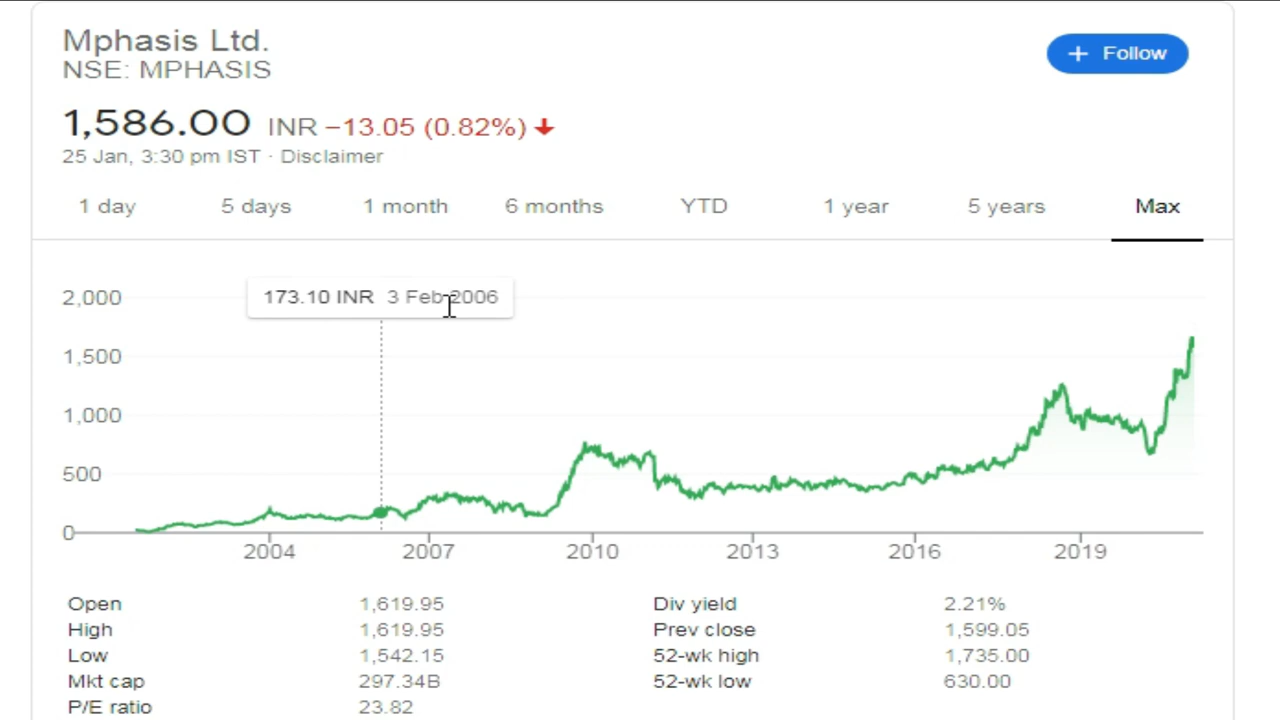 Mphasis Ltd.
NSE: MPHASIS
+ Follow
1,586.00 INR −13.05 (0.82%)
25 Jan, 3:30 pm IST · Disclaimer
1 day 5 days 1 month 6 months YTD 1 year 5 years Max
173.10 INR 3 Feb 2006
2,000
1,500
1,000
500
0
2004 2007 2010 2013 2016 2019
Open 1,619.95 Div yield 2.21%
High 1,619.95 Prev close 1,599.05
Low 1,542.15 52-wk high 1,735.00
Mkt cap 297.34B 52-wk low 630.00
P/E ratio 23.82